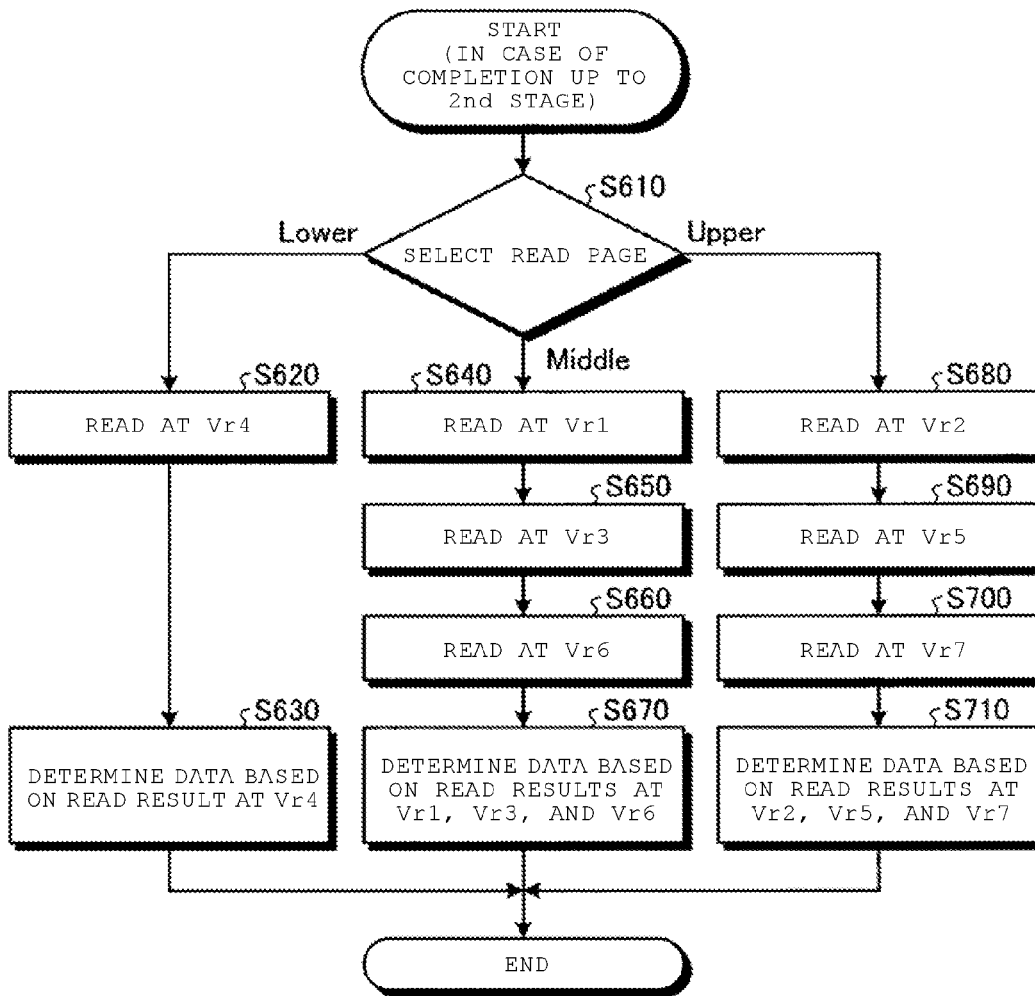 START
(IN CASE OF
COMPLETION UP TO
2nd STAGE)
S610
Lower
SELECT READ PAGE
Upper
Middle
S620
READ AT Vr4
S640
READ AT Vr1
S680
READ AT Vr2
S650
READ AT Vr3
S690
READ AT Vr5
S660
READ AT Vr6
S700
READ AT Vr7
S630
DETERMINE DATA BASED
ON READ RESULT AT Vr4
S670
DETERMINE DATA BASED
ON READ RESULTS AT
Vr1, Vr3, AND Vr6
S710
DETERMINE DATA BASED
ON READ RESULTS AT
Vr2, Vr5, AND Vr7
END